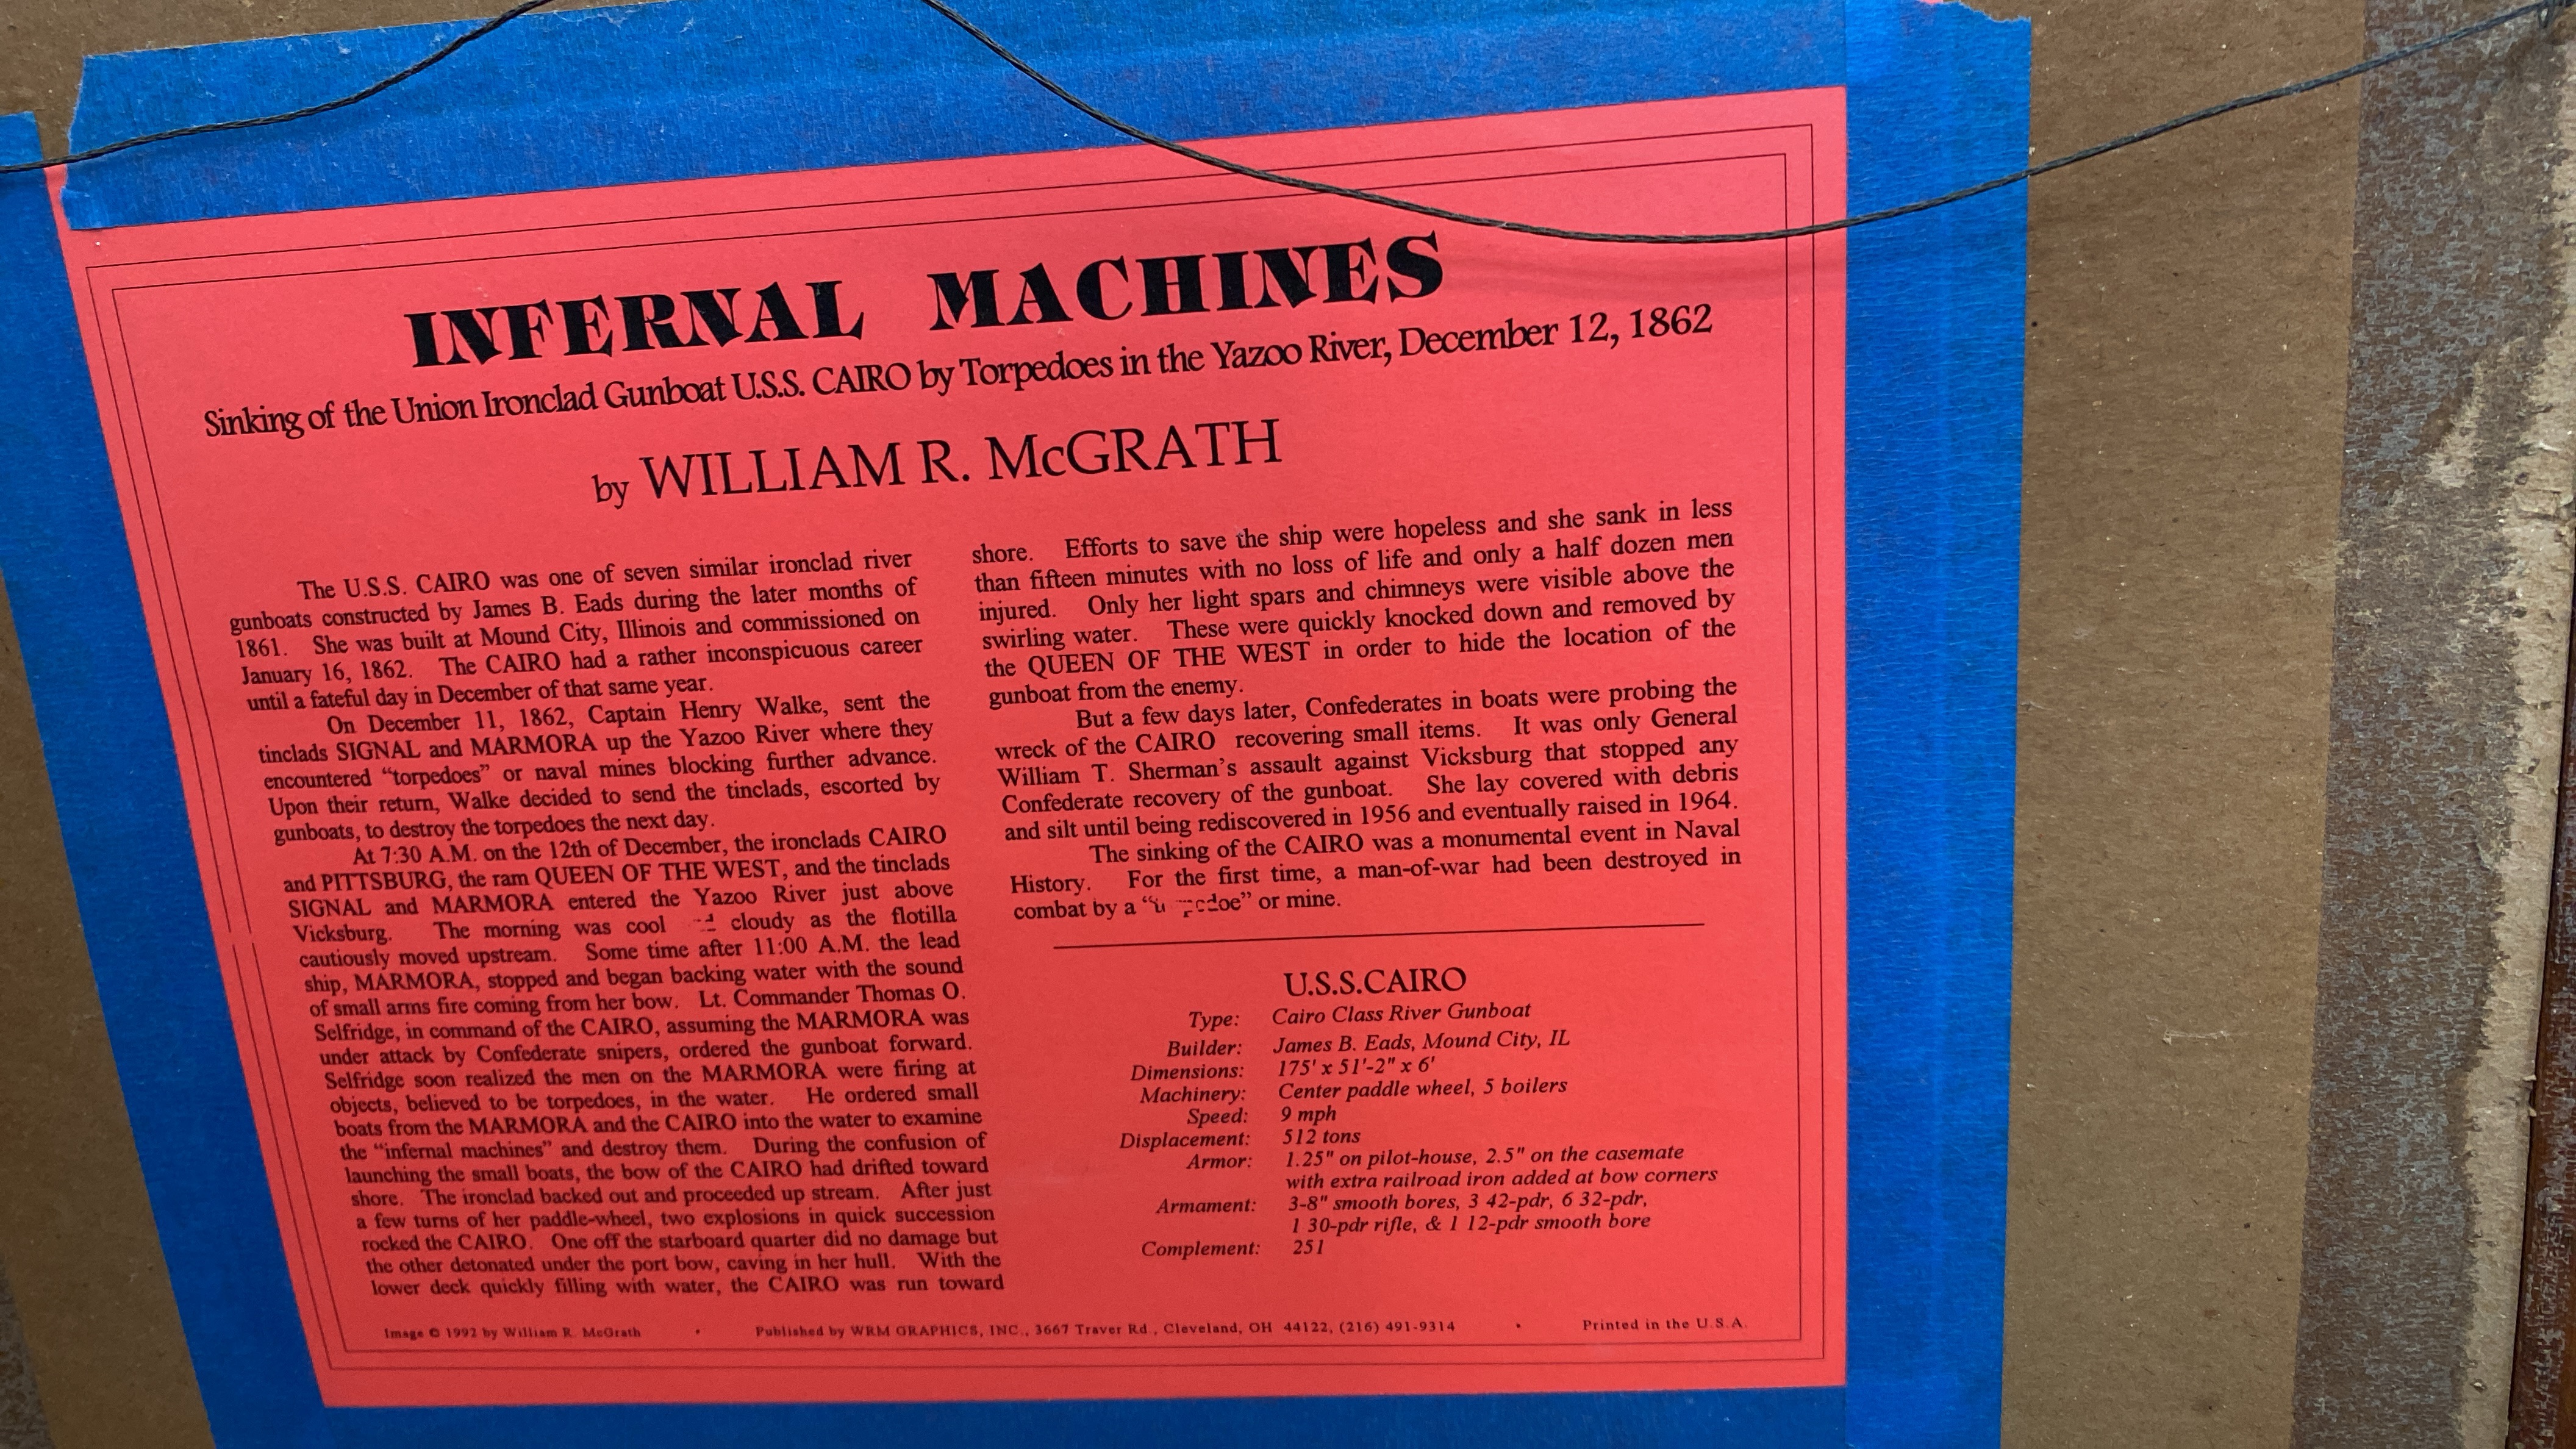 INFERNAL MACHINES
Sinking of the Union Ironclad Gunboat U.S.S. CAIRO by Torpedoes in the Yazoo River, December 12, 1862
by WILLIAM R. McGRATH
The U.S.S. CAIRO was one of seven similar ironclad river
gunboats constructed by James B. Eads during the later months of
1861. She was built at Mound City, Illinois and commissioned on
January 16, 1862. The CAIRO had a rather inconspicuous career
until a fateful day in December of that same year.
On December 11, 1862, Captain Henry Walke, sent the
tinclads SIGNAL and MARMORA up the Yazoo River where they
encountered “torpedoes” or naval mines blocking further advance.
Upon their return, Walke decided to send the tinclads, escorted by
gunboats, to destroy the torpedoes the next day.
At 7:30 A.M. on the 12th of December, the ironclads CAIRO
and PITTSBURG, the ram QUEEN OF THE WEST, and the tinclads
SIGNAL and MARMORA entered the Yazoo River just above
Vicksburg. The morning was cool cloudy as the flotilla
cautiously moved upstream. Some time after 11:00 A.M. the lead
ship, MARMORA, stopped and began backing water with the sound
of small arms fire coming from her bow. Lt. Commander Thomas O.
Selfridge, in command of the CAIRO, assuming the MARMORA was
under attack by Confederate snipers, ordered the gunboat forward.
Selfridge soon realized the men on the MARMORA were firing at
objects, believed to be torpedoes, in the water. He ordered small
boats from the MARMORA and the CAIRO into the water to examine
the “infernal machines” and destroy them. During the confusion of
launching the small boats, the bow of the CAIRO had drifted toward
shore. The ironclad backed out and proceeded up stream. After just
a few turns of her paddle-wheel, two explosions in quick succession
rocked the CAIRO. One off the starboard quarter did no damage but
the other detonated under the port bow, caving in her hull. With the
lower deck quickly filling with water, the CAIRO was run toward
shore. Efforts to save the ship were hopeless and she sank in less
than fifteen minutes with no loss of life and only a half dozen men
injured. Only her light spars and chimneys were visible above the
swirling water. These were quickly knocked down and removed by
the QUEEN OF THE WEST in order to hide the location of the
gunboat from the enemy.
But a few days later, Confederates in boats were probing the
wreck of the CAIRO recovering small items. It was only General
William T. Sherman’s assault against Vicksburg that stopped any
Confederate recovery of the gunboat. She lay covered with debris
and silt until being rediscovered in 1956 and eventually raised in 1964.
The sinking of the CAIRO was a monumental event in Naval
History. For the first time, a man-of-war had been destroyed in
combat by a or mine.
U.S.S.CAIRO
Type: Cairo Class River Gunboat
Builder: James B. Eads, Mound City, IL
Dimensions: 175' x 51'-2" x 6'
Machinery: Center paddle wheel, 5 boilers
Speed: 9 mph
Displacement: 512 tons
Armor: 1.25" on pilot-house, 2.5" on the casemate
with extra railroad iron added at bow corners
Armament: 3-8" smooth bores, 3 42-pdr, 6 32-pdr,
1 30-pdr rifle, & 1 12-pdr smooth bore
Complement: 251
Image © 1992 by William R. McGrath • Published by WRM GRAPHICS, INC., 3667 Traver Rd., Cleveland, OH 44122, (216) 491-9314 • Printed in the U.S.A.